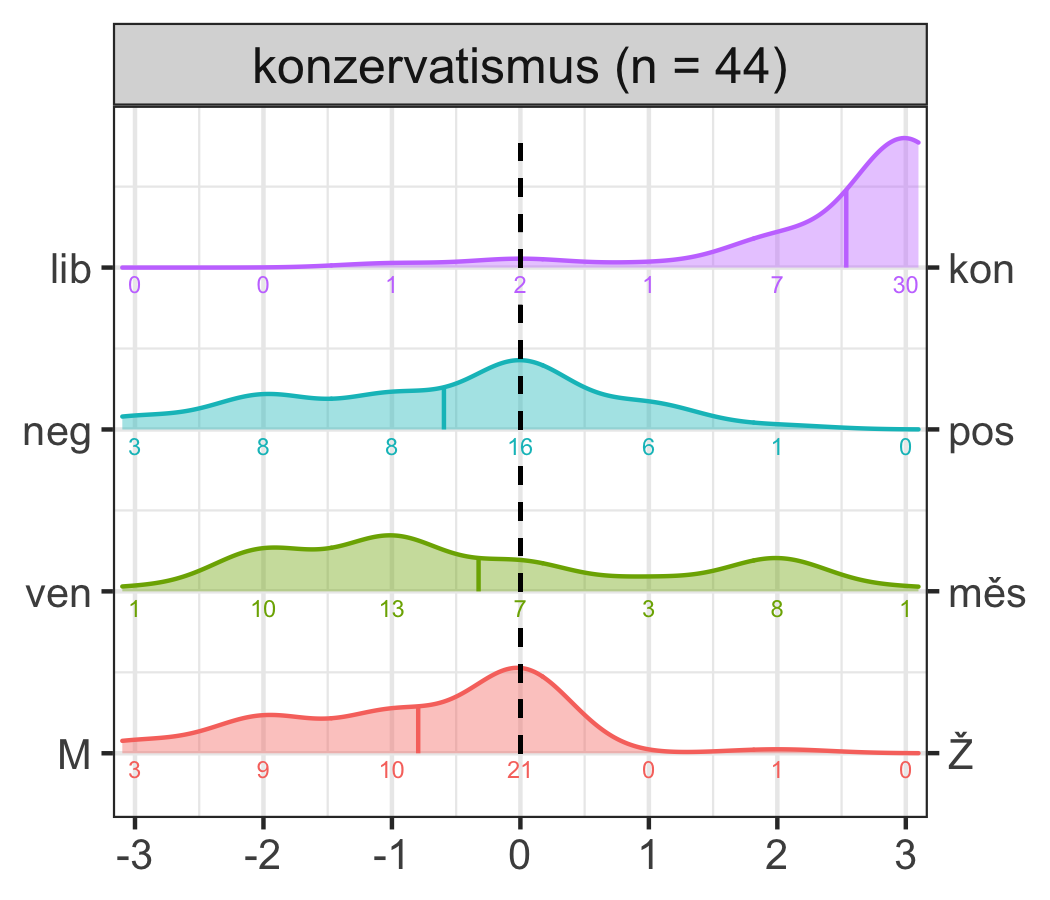 konzervatismus (n = 44)
lib kon
0 0 1 2 1 7 30
neg pos
3 8 8 16 6 1 0
ven měs
1 10 13 7 3 8 1
M Ž
3 9 10 21 0 1 0
-3 -2 -1 0 1 2 3